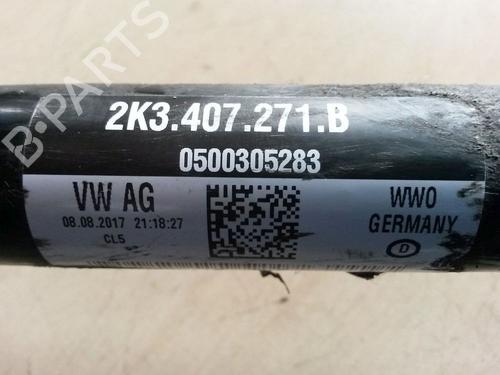 2K3.407.271.B
0500305283
VW AG
08.08.2017 21:18:27
CL5
WWO
GERMANY
D
B-PARTS